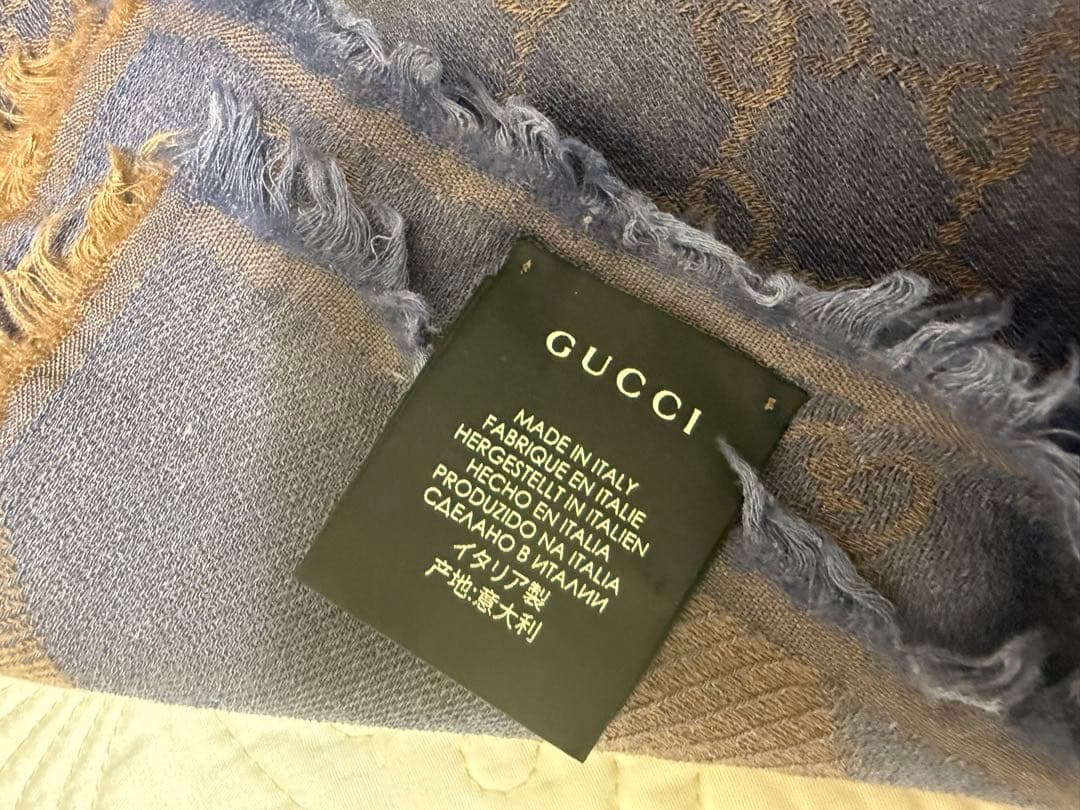 GUCCI
MADE IN ITALY
FABRIQUE EN ITALIE
HERGESTELLT IN ITALIEN
HECHO EN ITALIA
PRODUZIDO NA ITALIA
СДЕЛАНО В ИТАЛИИ
イタリア製
产地:意大利